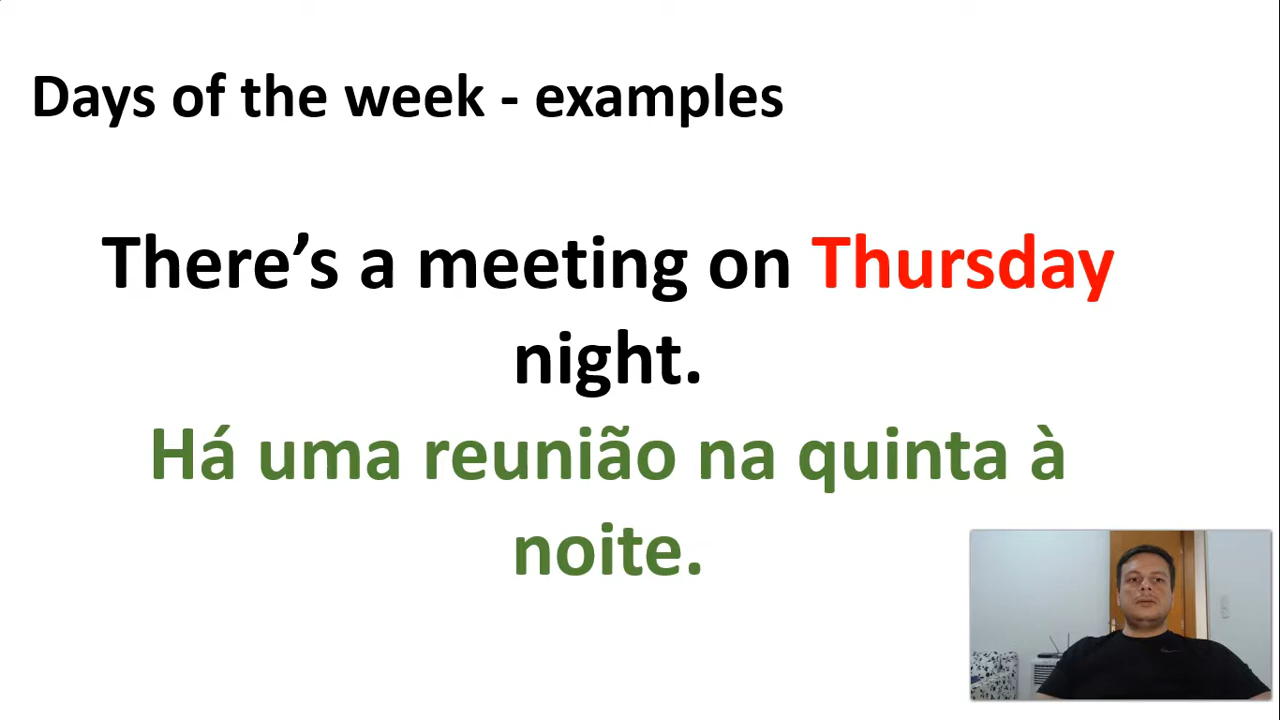 Days of the week - examples
There’s a meeting on Thursday
night.
Há uma reunião na quinta à
noite.